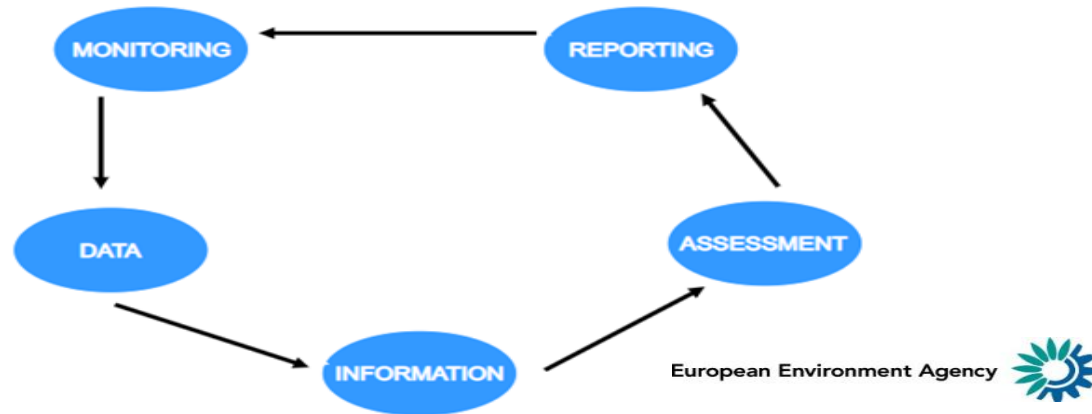 MONITORING
REPORTING
DATA
ASSESSMENT
INFORMATION
European Environment Agency